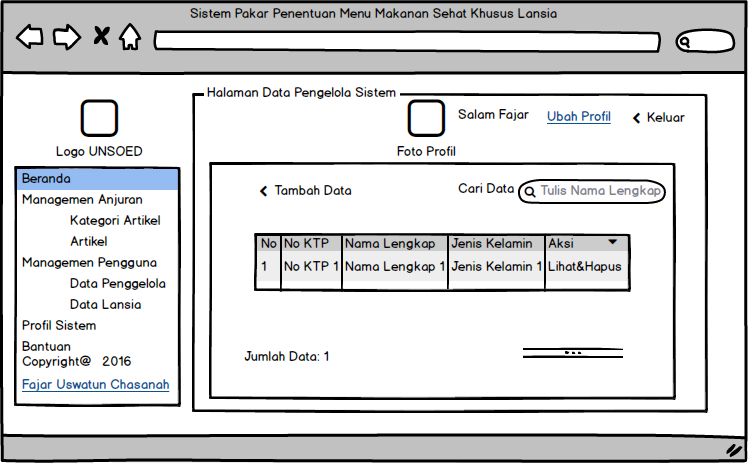 Sistem Pakar Penentuan Menu Makanan Sehat Khusus Lansia
Logo UNSOED
Beranda
Managemen Anjuran
Kategori Artikel
Artikel
Managemen Pengguna
Data Penggelola
Data Lansia
Profil Sistem
Bantuan
Copyright@ 2016
Fajar Uswatun Chasanah
Halaman Data Pengelola Sistem
Foto Profil
Salam Fajar Ubah Profil Keluar
Tambah Data Cari Data Tulis Nama Lengkap
No No KTP Nama Lengkap Jenis Kelamin Aksi
1 No KTP 1 Nama Lengkap 1 Jenis Kelamin 1 Lihat&Hapus
Jumlah Data: 1